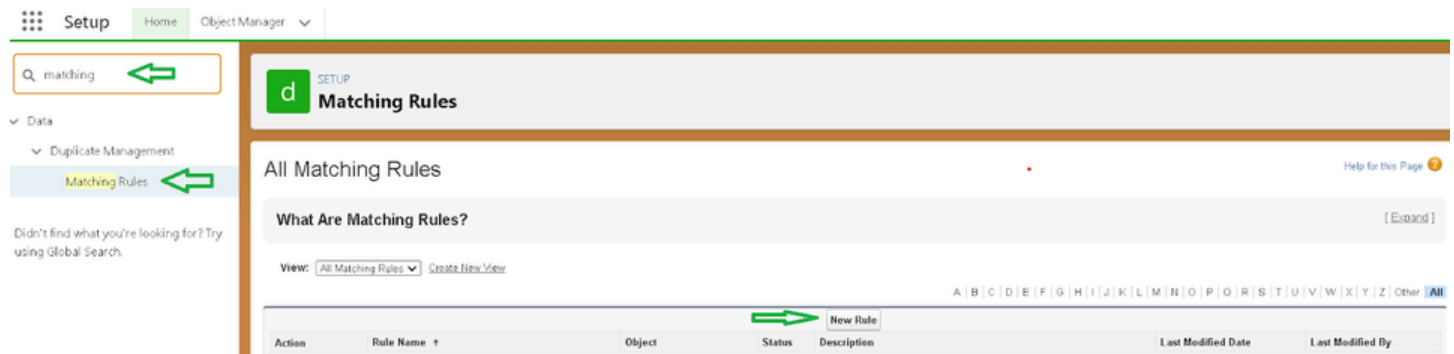 Setup Home Object Manager
matching
Data
Duplicate Management
Matching Rules
Didn't find what you're looking for? Try
using Global Search.
d
SETUP
Matching Rules
All Matching Rules
Help for this Page ?
What Are Matching Rules?
[ Expand ]
View: All Matching Rules Create New View
A | B | C | D | E | F | G | H | I | J | K | L | M | N | O | P | Q | R | S | T | U | V | W | X | Y | Z | Other All
New Rule
Action Rule Name ↑ Object Status Description Last Modified Date Last Modified By